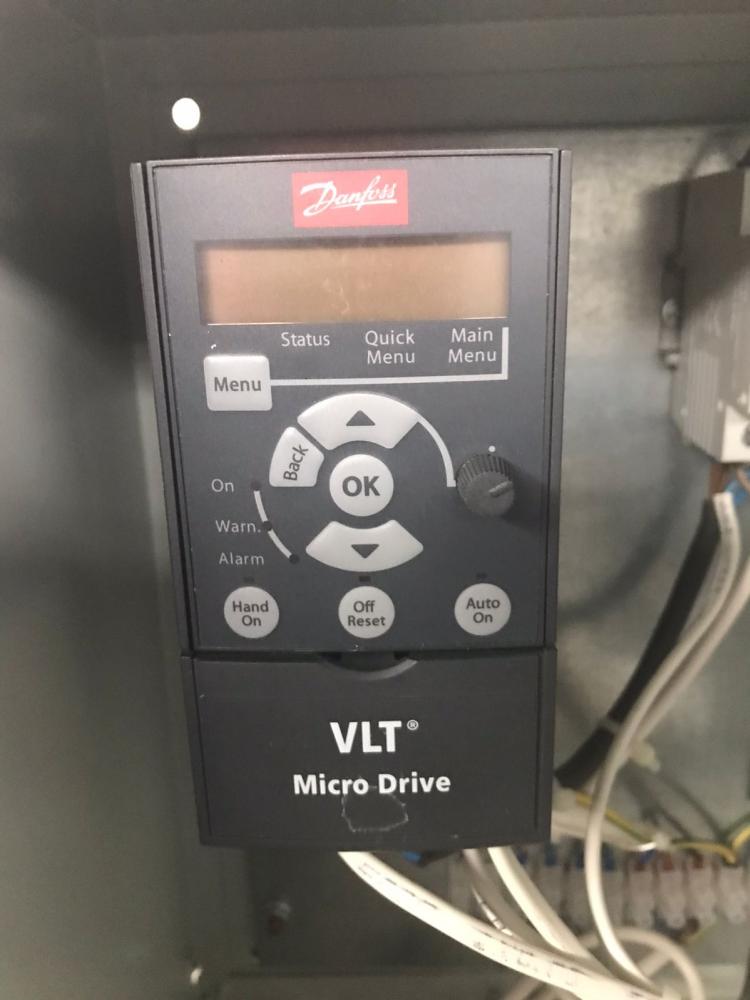 Danfoss
Status
Quick
Menu
Main
Menu
Menu
Back
OK
On
Warn.
Alarm
Hand
On
Off
Reset
Auto
On
VLT®
Micro Drive